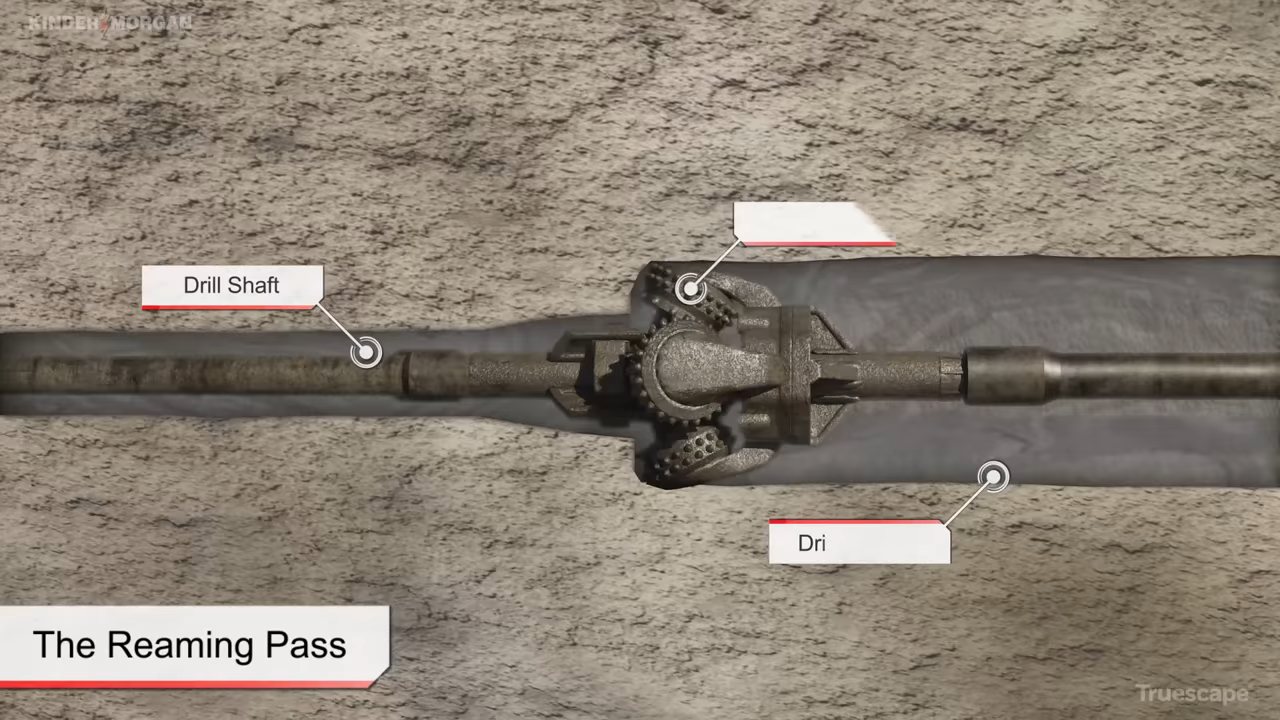 KINDER MORGAN
Drill Shaft
Dri
The Reaming Pass
Truescape